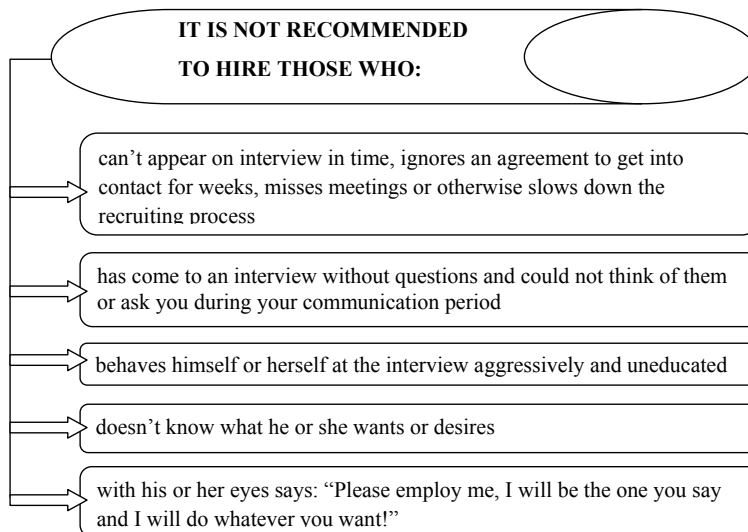 IT IS NOT RECOMMENDED
TO HIRE THOSE WHO:
can’t appear on interview in time, ignores an agreement to get into
contact for weeks, misses meetings or otherwise slows down the
recruiting process
has come to an interview without questions and could not think of them
or ask you during your communication period
behaves himself or herself at the interview aggressively and uneducated
doesn’t know what he or she wants or desires
with his or her eyes says: “Please employ me, I will be the one you say
and I will do whatever you want!”